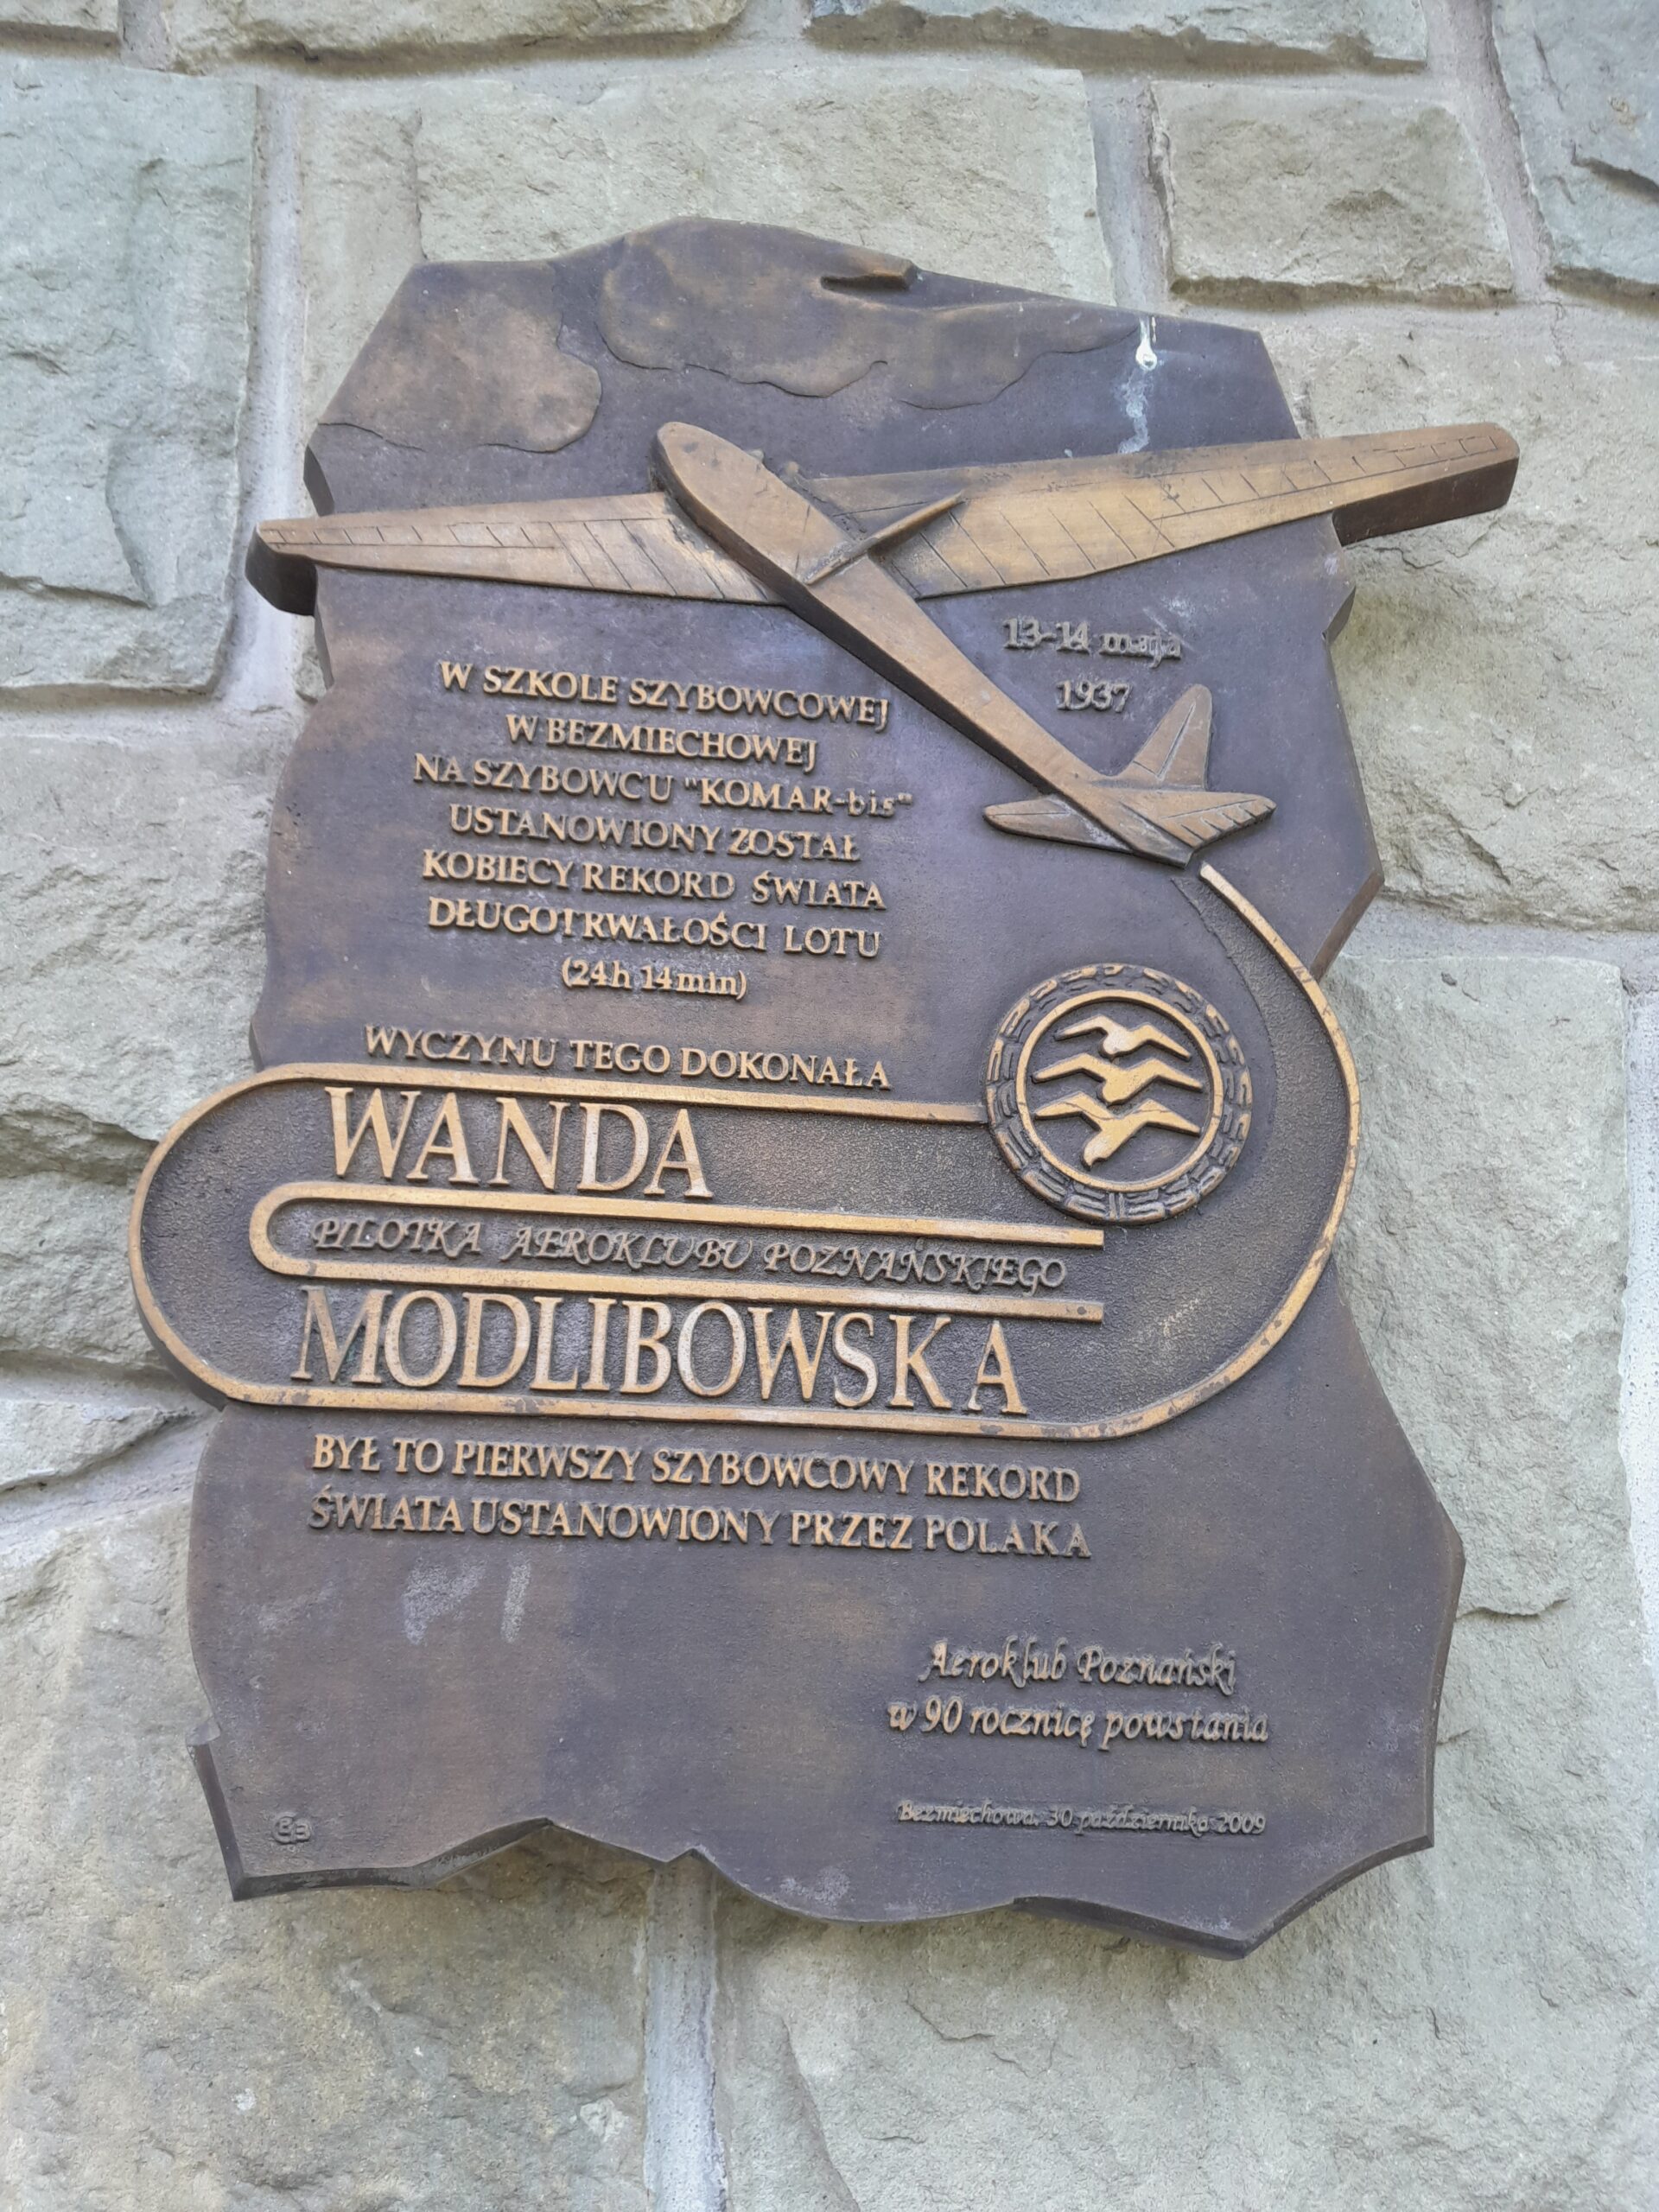 13-14 maja
1937
W SZKOLE SZYBOWCOWEJ
W BEZMIECHOWEJ
NA SZYBOWCU "KOMAR-bis"
USTANOWIONY ZOSTAŁ
KOBIECY REKORD ŚWIATA
DŁUGOTRWAŁOŚCI LOTU
(24h 14min)
WYCZYNU TEGO DOKONAŁA
WANDA
PILOTKA AEROKLUBU POZNAŃSKIEGO
MODLIBOWSKA
BYŁ TO PIERWSZY SZYBOWCOWY REKORD
ŚWIATA USTANOWIONY PRZEZ POLAKA
Aeroklub Poznański
w 90 rocznicę powstania
Bezmiechowa, 30 października 2009